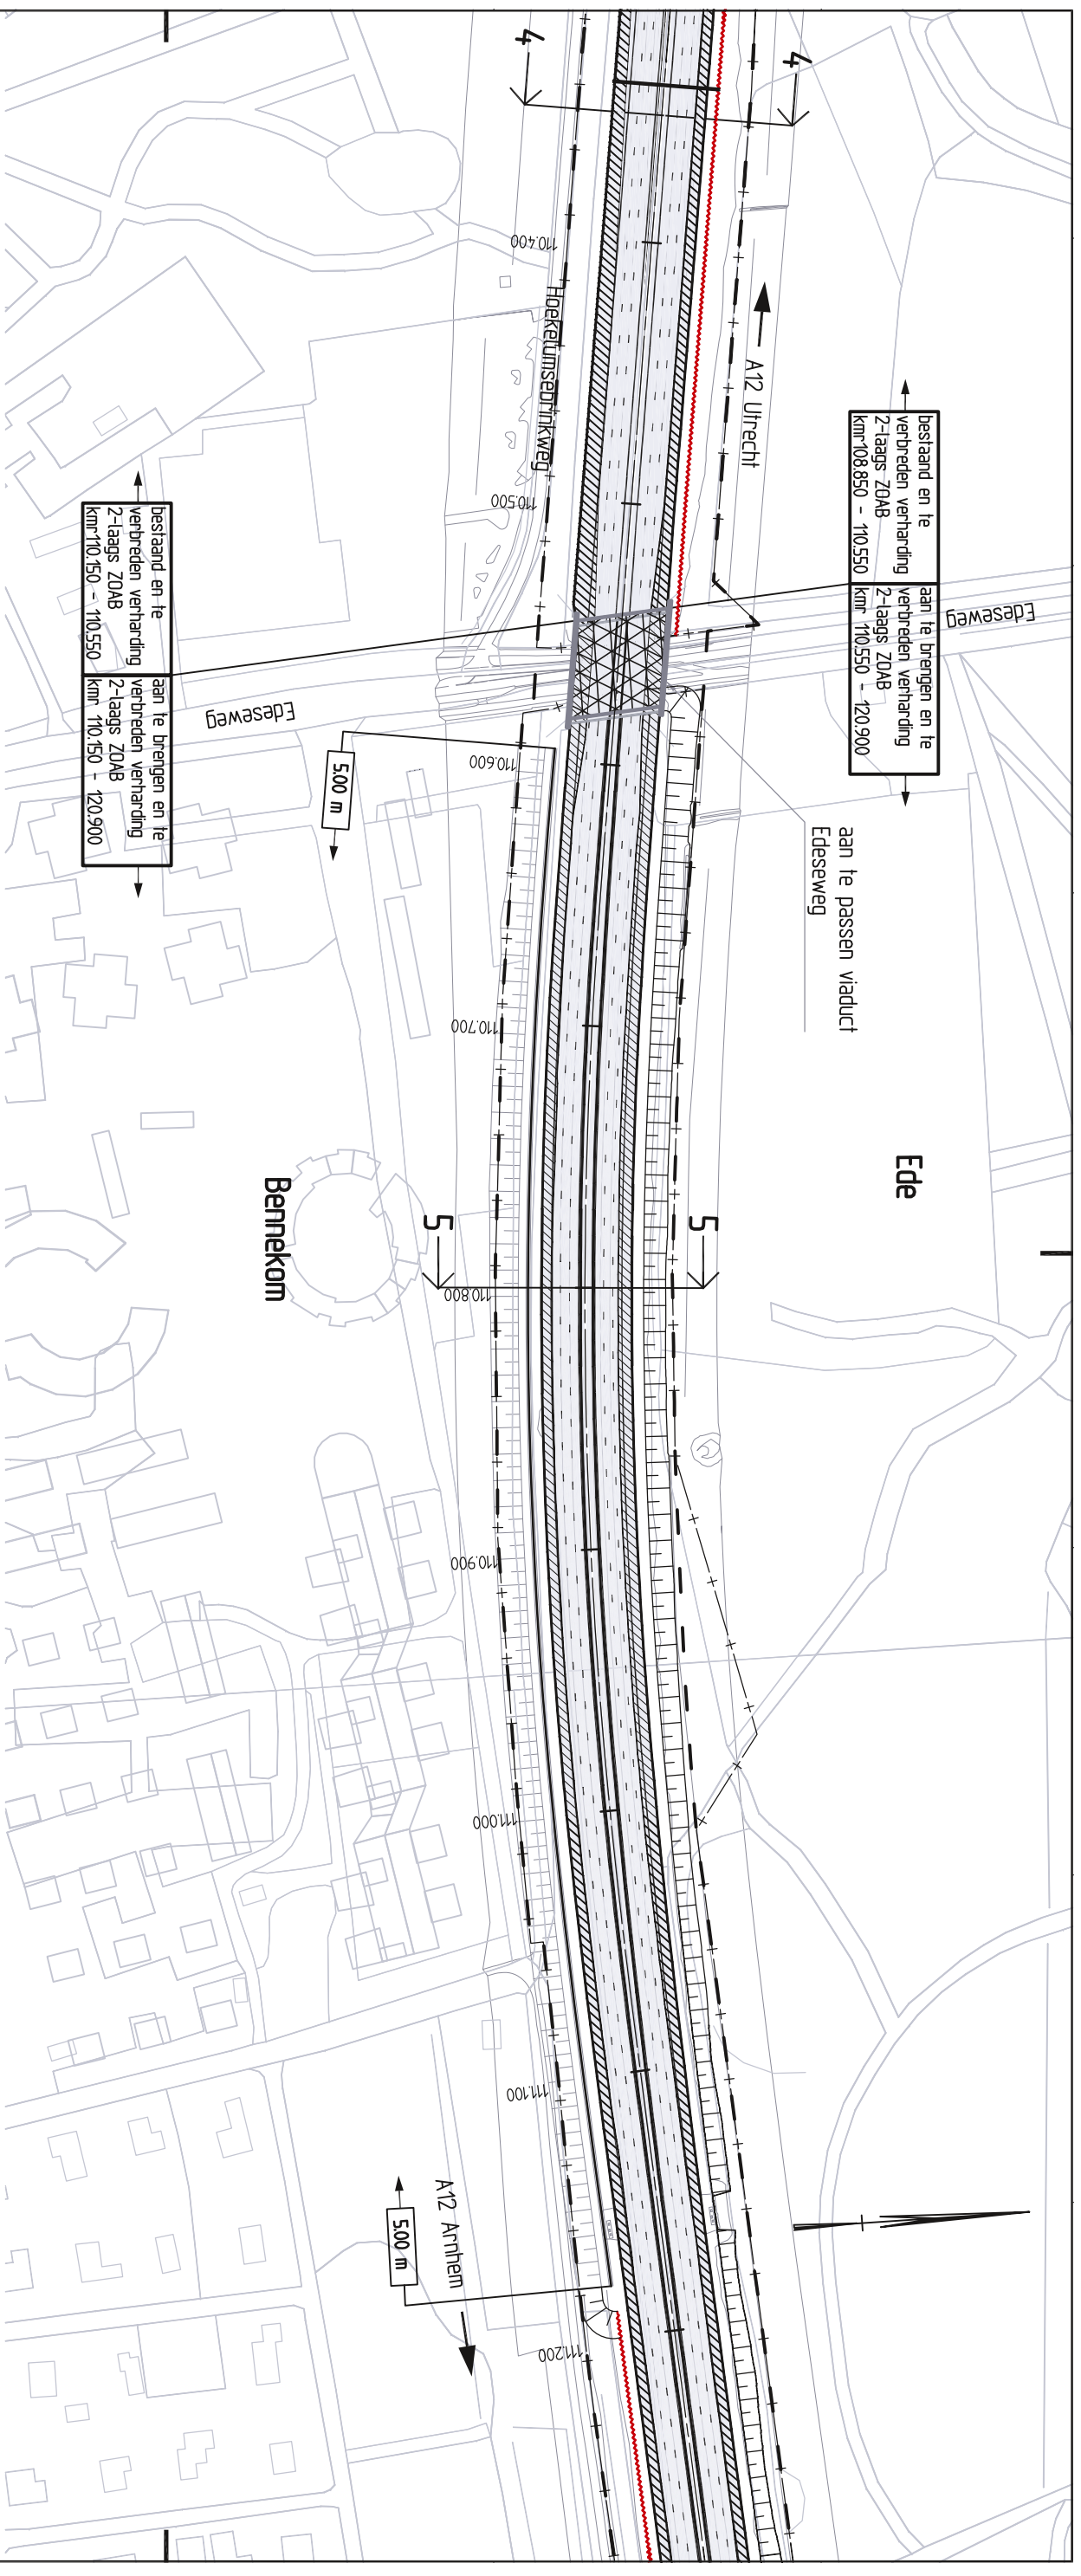 4
4
110.400
Hoekelumsebrinkweg
A12 Utrecht
110.500
bestaand en te
verbreden verharding
2-laags ZOAB
kmr108.850 - 110.550
aan te brengen en te
verbreden verharding
2-laags ZOAB
kmr 110.550 - 120.900
Edeseweg
bestaand en te
verbreden verharding
2-laags ZOAB
kmr110.150 - 110.550
aan te brengen en te
verbreden verharding
2-laags ZOAB
kmr 110.150 - 120.900
Edeseweg
5.00 m
110.600
aan te passen viaduct
Edeseweg
110.700
Ede
Bennekom
5
5
110.800
110.900
111.000
111.100
A12 Arnhem
5.00 m
111.200